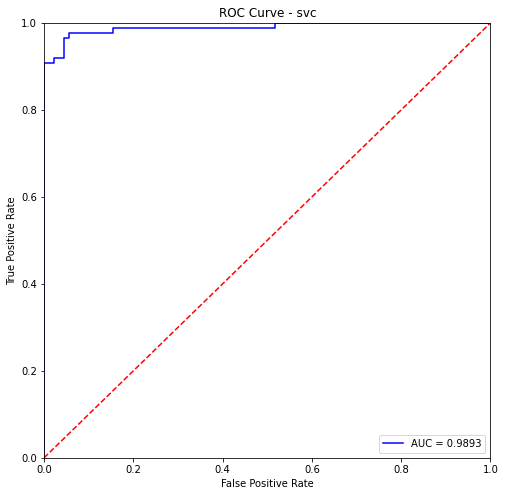 ROC Curve - svc
1.0
0.8
0.6
0.4
0.2
0.0
True Positive Rate
AUC = 0.9893
0.0 0.2 0.4 0.6 0.8 1.0
False Positive Rate